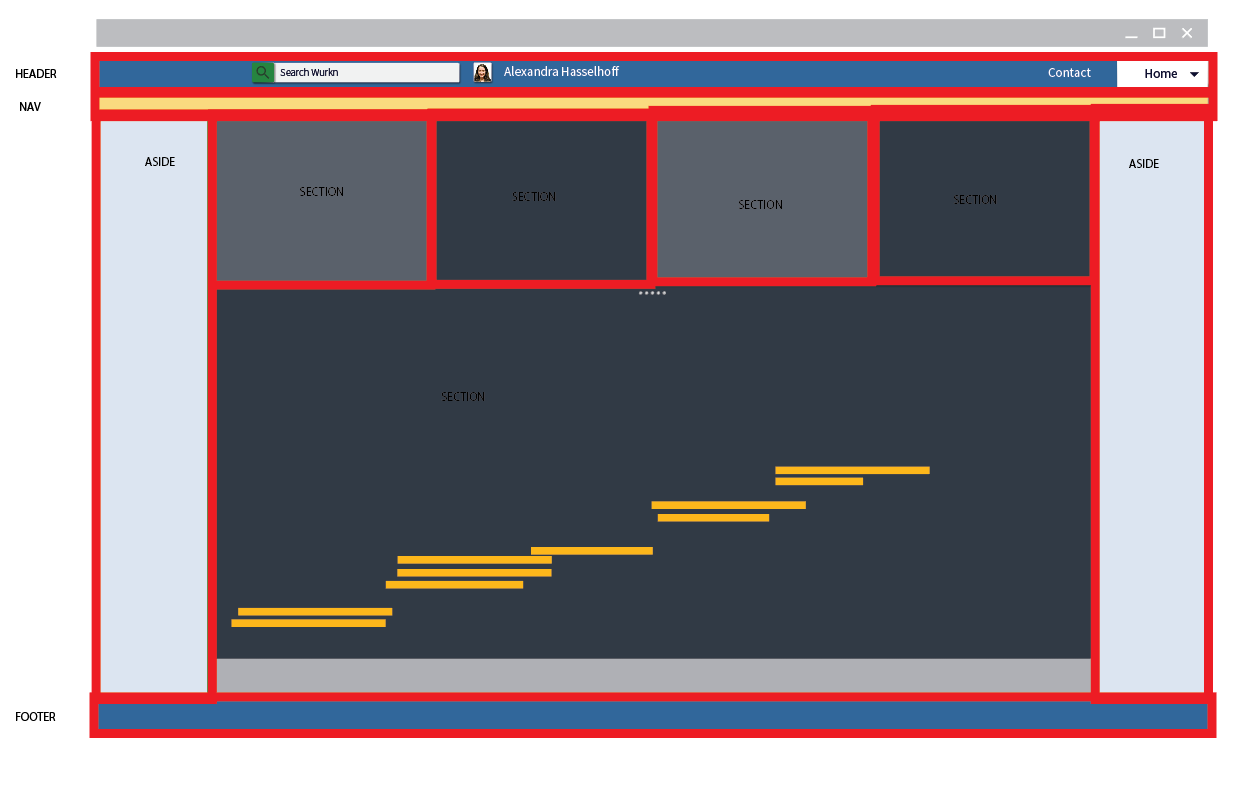 HEADER
Search Wurkn
Alexandra Hasselhoff
Contact
Home
NAV
ASIDE
SECTION
SECTION
SECTION
SECTION
ASIDE
SECTION
FOOTER